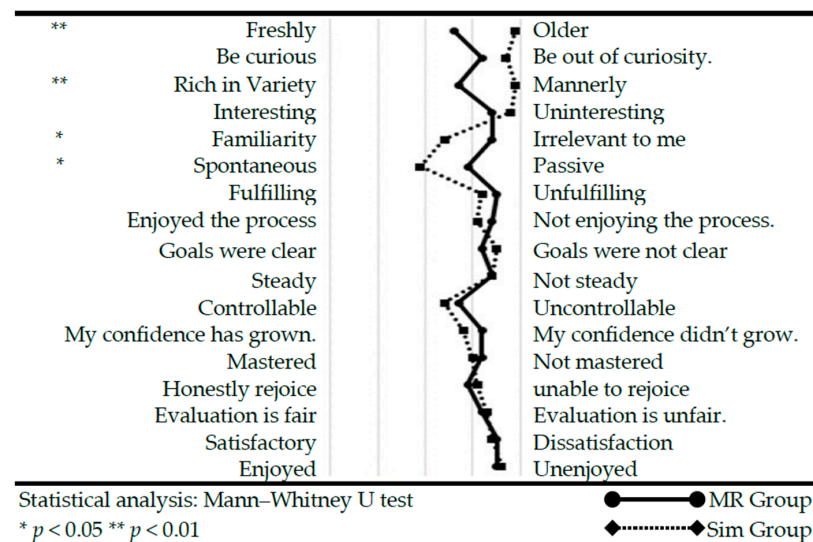 ** Freshly Older
Be curious Be out of curiosity.
** Rich in Variety Mannerly
Interesting Uninteresting
* Familiarity Irrelevant to me
* Spontaneous Passive
Fulfilling Unfulfilling
Enjoyed the process Not enjoying the process.
Goals were clear Goals were not clear
Steady Not steady
Controllable Uncontrollable
My confidence has grown. My confidence didn't grow.
Mastered Not mastered
Honestly rejoice unable to rejoice
Evaluation is fair Evaluation is unfair.
Satisfactory Dissatisfaction
Enjoyed Unenjoyed
Statistical analysis: Mann–Whitney U test MR Group
* p < 0.05 ** p < 0.01 Sim Group